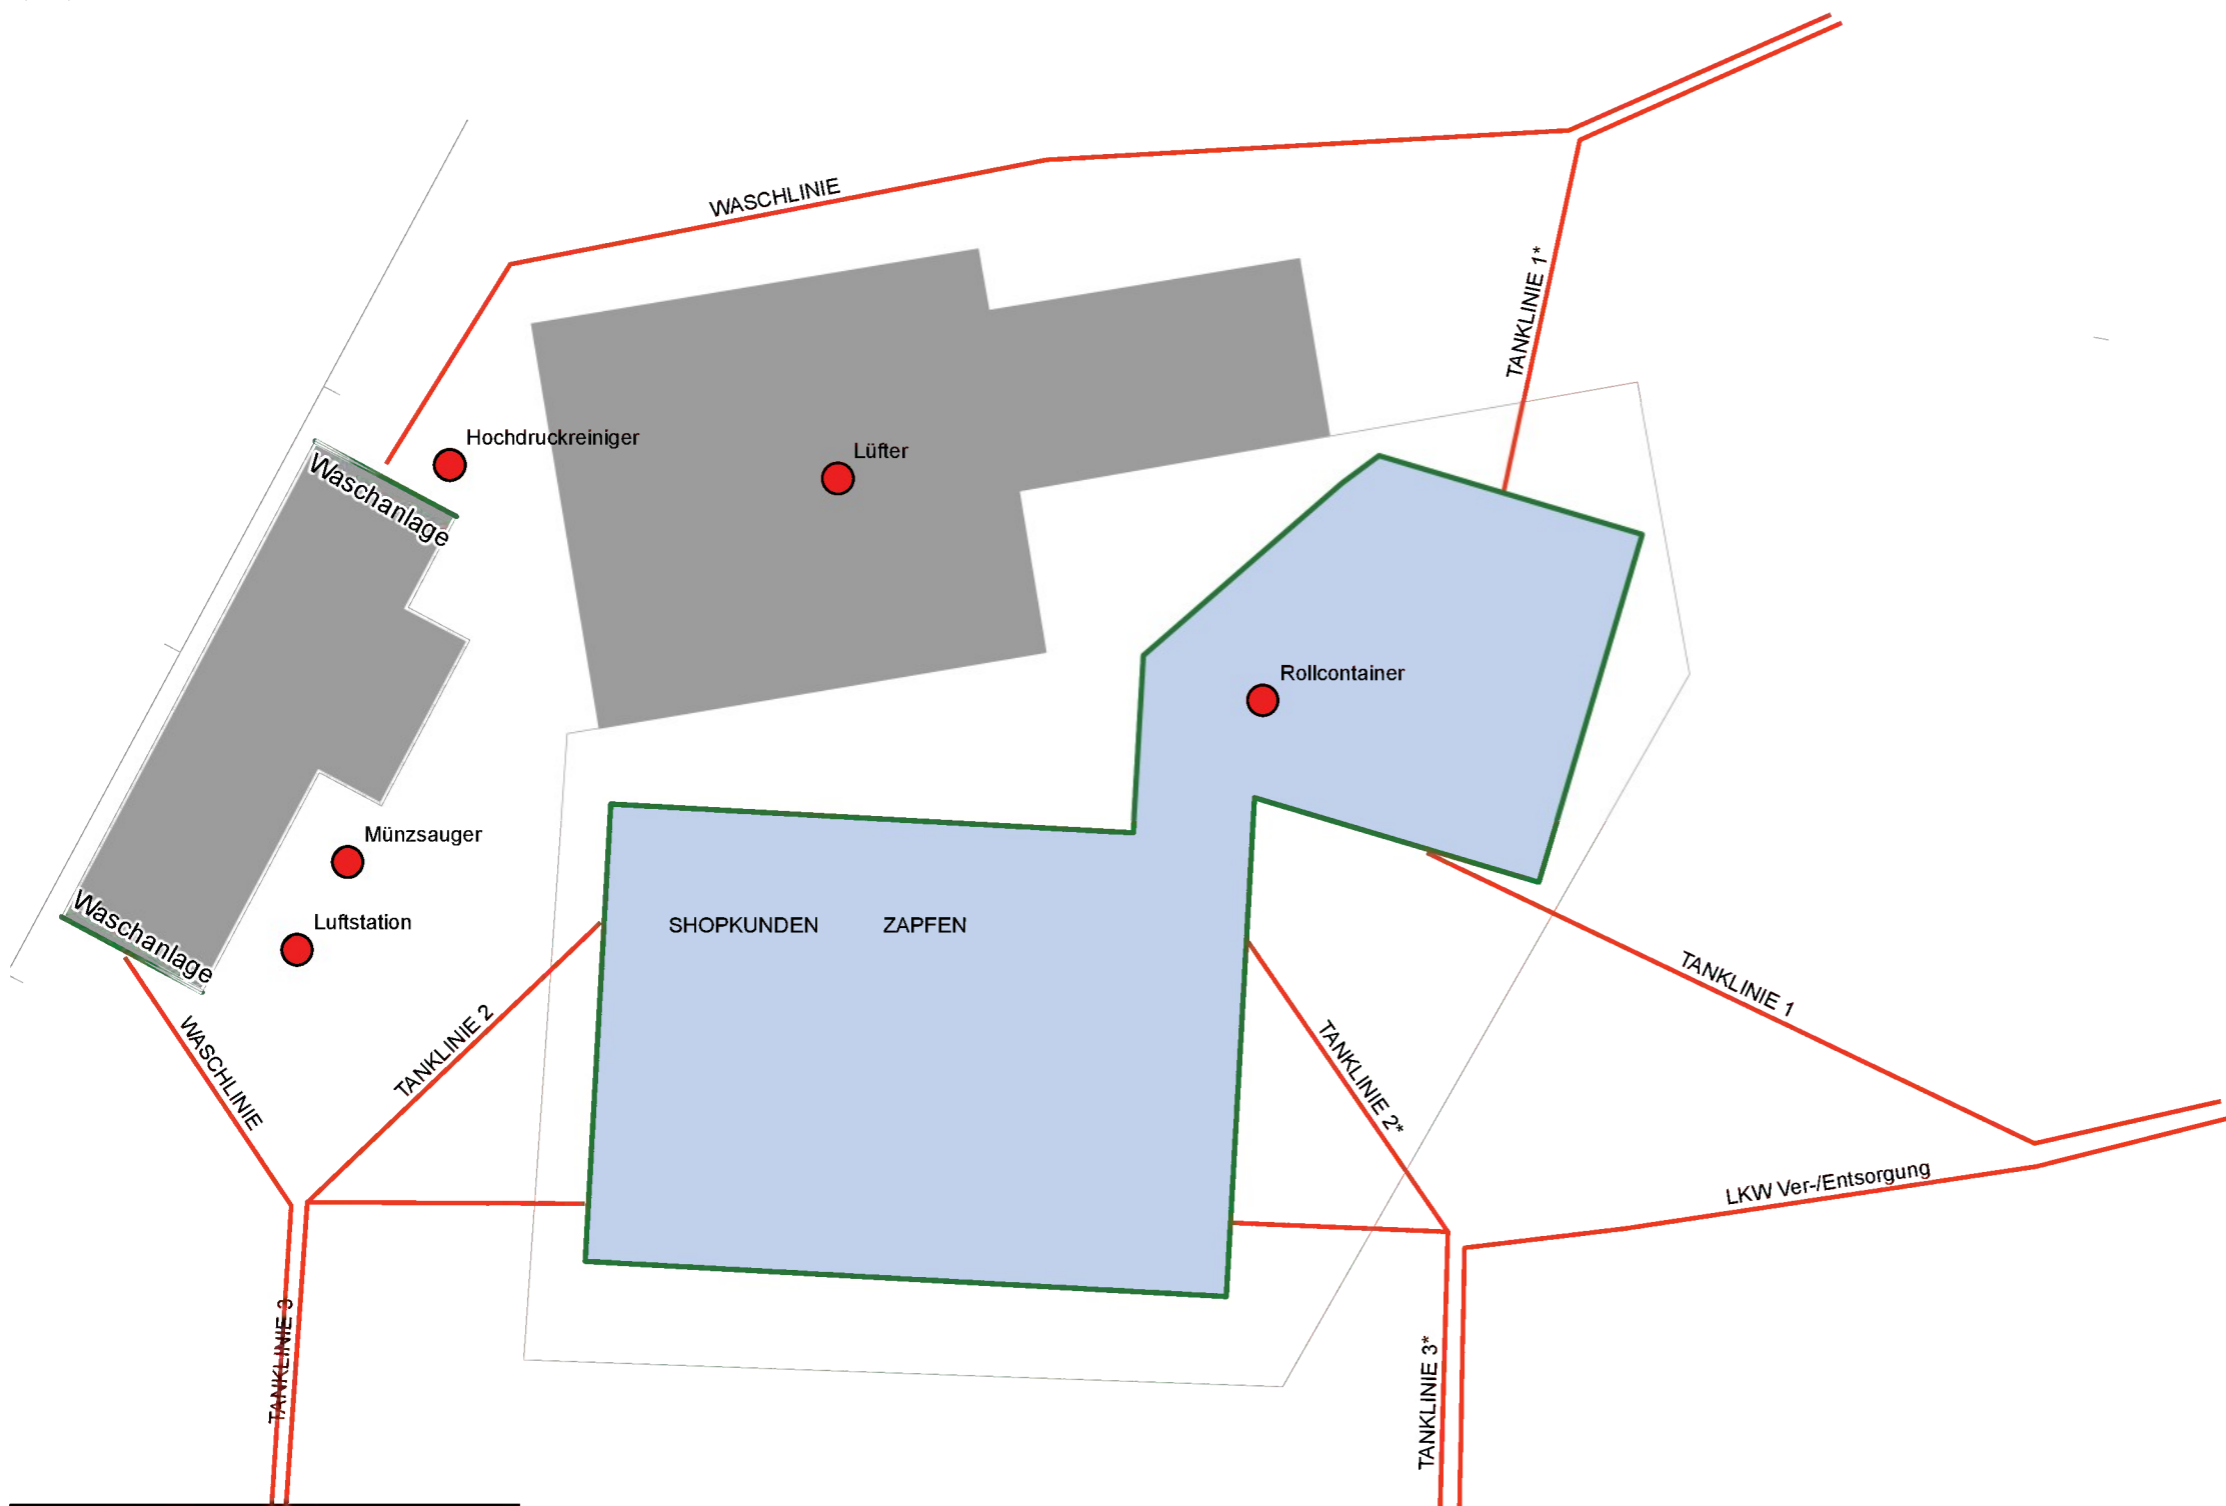 WASCHLINIE
TANKLINIE 1*
Hochdruckreiniger
Lüfter
Waschanlage
Rollcontainer
Münzsauger
Waschanlage
Luftstation
SHOPKUNDEN
ZAPFEN
TANKLINIE 1
WASCHLINIE
TANKLINIE 2
TANKLINIE 2*
LKW Ver-/Entsorgung
TANKLINIE 3
TANKLINIE 3*